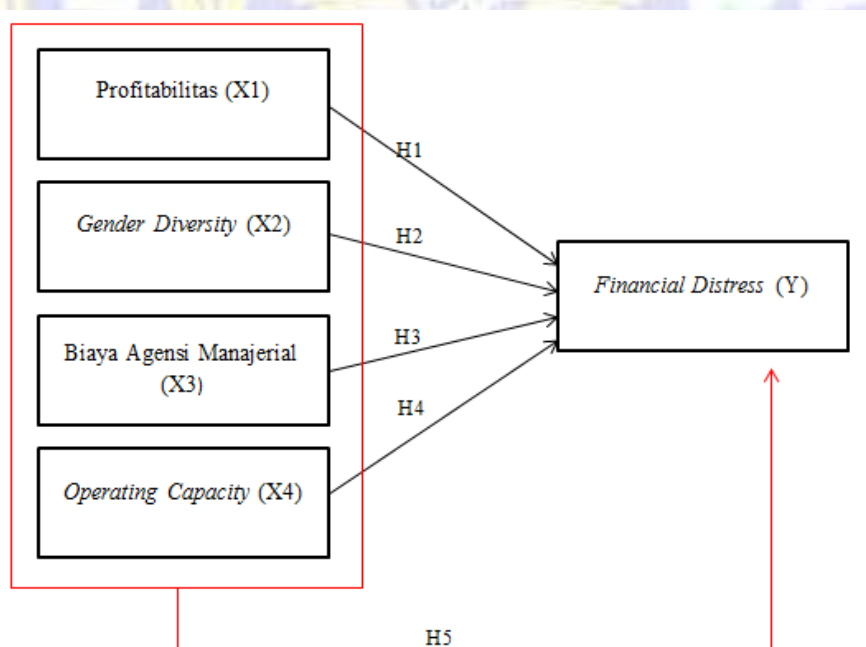 Profitabilitas (X1)
H1
Gender Diversity (X2)
H2
Financial Distress (Y)
Biaya Agensi Manajerial
(X3)
H3
H4
Operating Capacity (X4)
H5